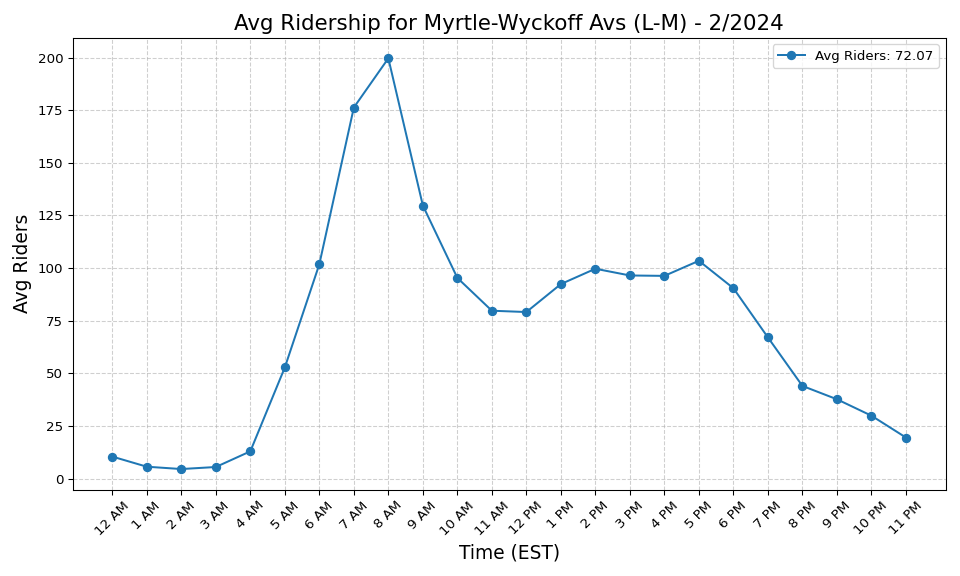 Avg Ridership for Myrtle-Wyckoff Avs (L-M) - 2/2024
Avg Riders: 72.07
Avg Riders
200
175
150
125
100
75
50
25
0
12 AM
1 AM
2 AM
3 AM
4 AM
5 AM
6 AM
7 AM
8 AM
9 AM
10 AM
11 AM
12 PM
1 PM
2 PM
3 PM
4 PM
5 PM
6 PM
7 PM
8 PM
9 PM
10 PM
11 PM
Time (EST)